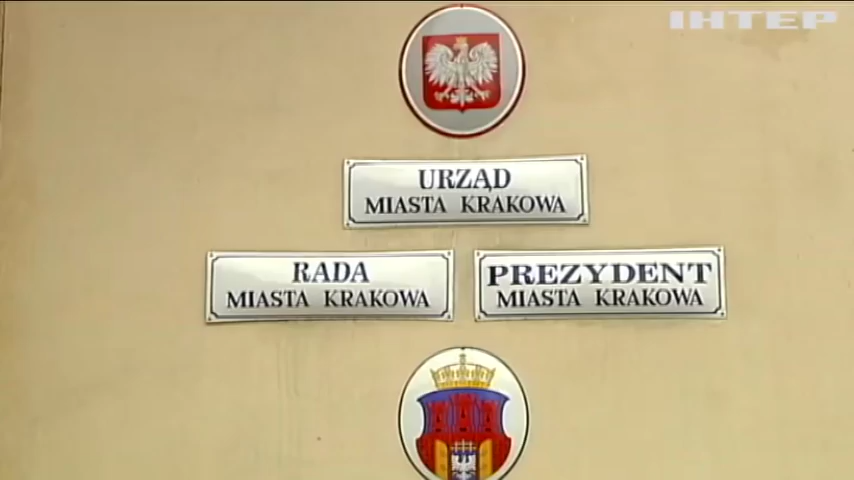 ІНТЕР
URZĄD
MIASTA KRAKOWA
RADA
MIASTA KRAKOWA
PREZYDENT
MIASTA KRAKOWA